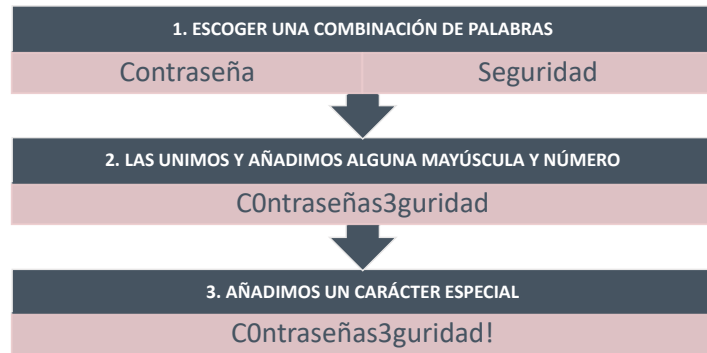 1. ESCOGER UNA COMBINACIÓN DE PALABRAS
Contraseña Seguridad
2. LAS UNIMOS Y AÑADIMOS ALGUNA MAYÚSCULA Y NÚMERO
C0ntraseñas3guridad
3. AÑADIMOS UN CARÁCTER ESPECIAL
C0ntraseñas3guridad!